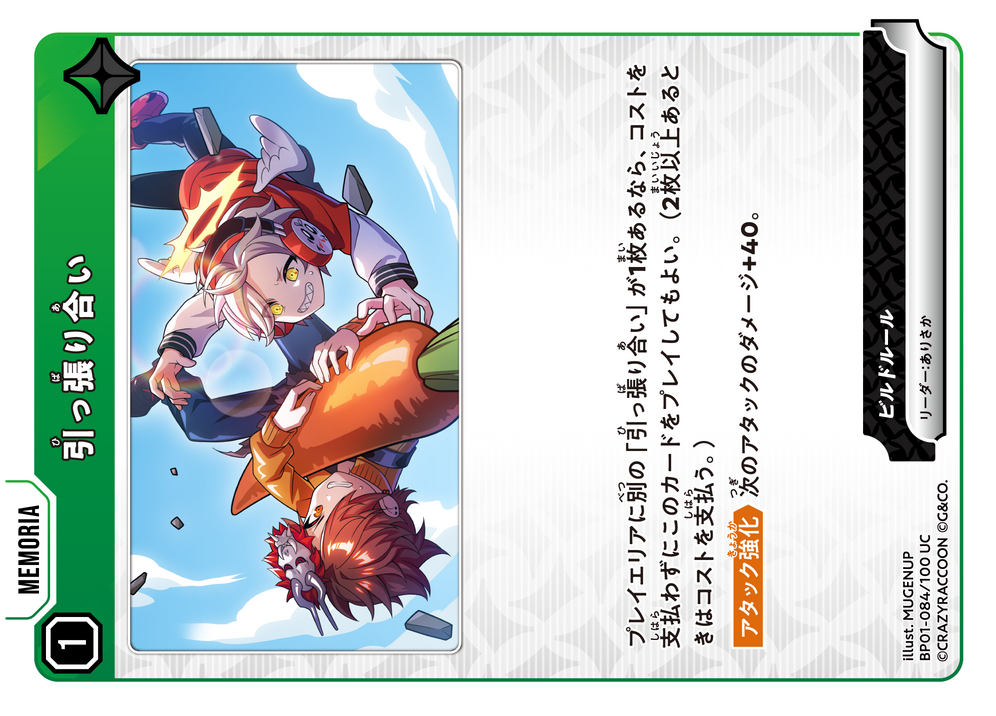 1
MEMORIA
引っ張り合い
プレイエリアに別の「引っ張り合い」が1枚あるなら、コストを
支払わずにこのカードをプレイしてもよい。（2枚以上あると
きはコストを支払う。）
アタック強化 次のアタックのダメージ+40。
ビルドルール
リーダー:ありさか
illust. MUGENUP
BP01-084/100 UC
©CRAZYRACCOON ©G&CO.